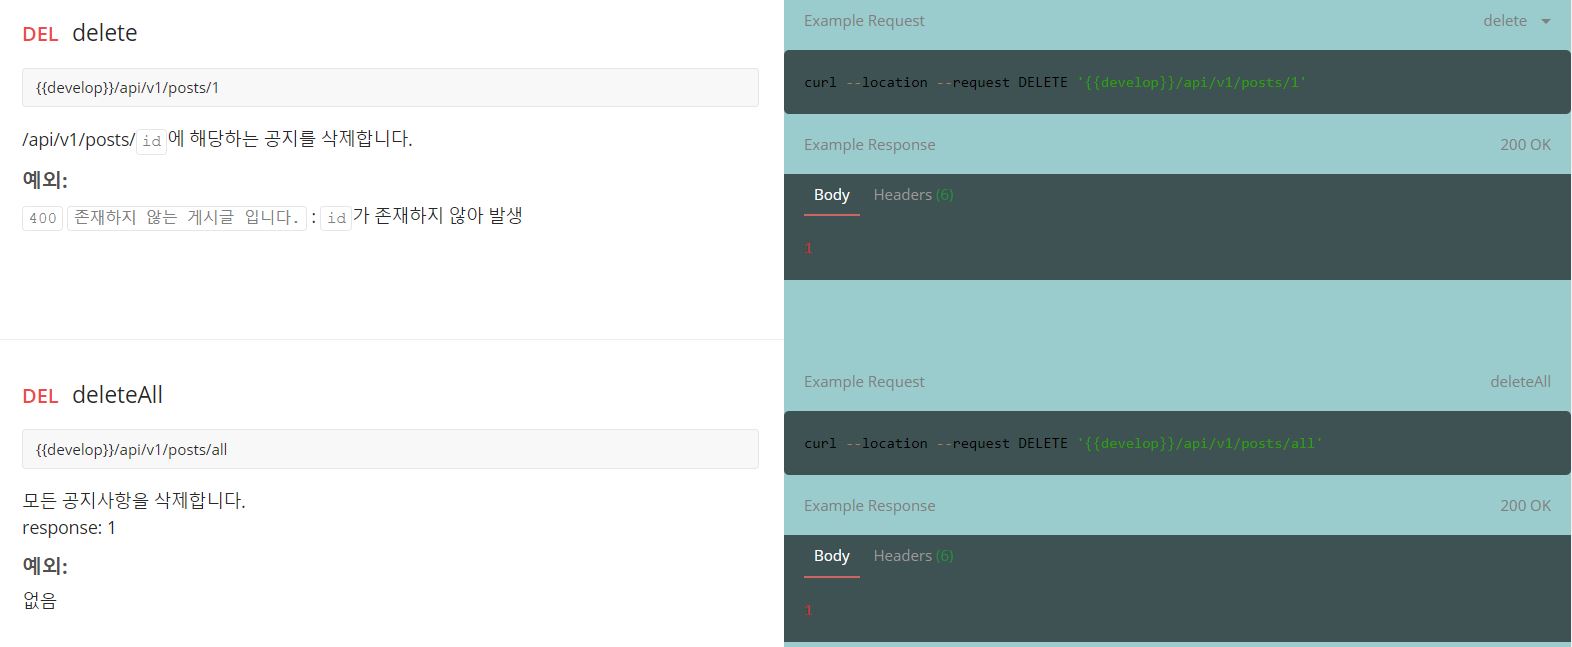 DEL delete
{{develop}}/api/v1/posts/1
/api/v1/posts/ id 에 해당하는 공지를 삭제합니다.
예외:
400 존재하지 않는 게시글 입니다. : id 가 존재하지 않아 발생
Example Request delete
curl --location --request DELETE '{{develop}}/api/v1/posts/1'
Example Response 200 OK
Body Headers (6)
1
DEL deleteAll
{{develop}}/api/v1/posts/all
모든 공지사항을 삭제합니다.
response: 1
예외:
없음
Example Request deleteAll
curl --location --request DELETE '{{develop}}/api/v1/posts/all'
Example Response 200 OK
Body Headers (6)
1